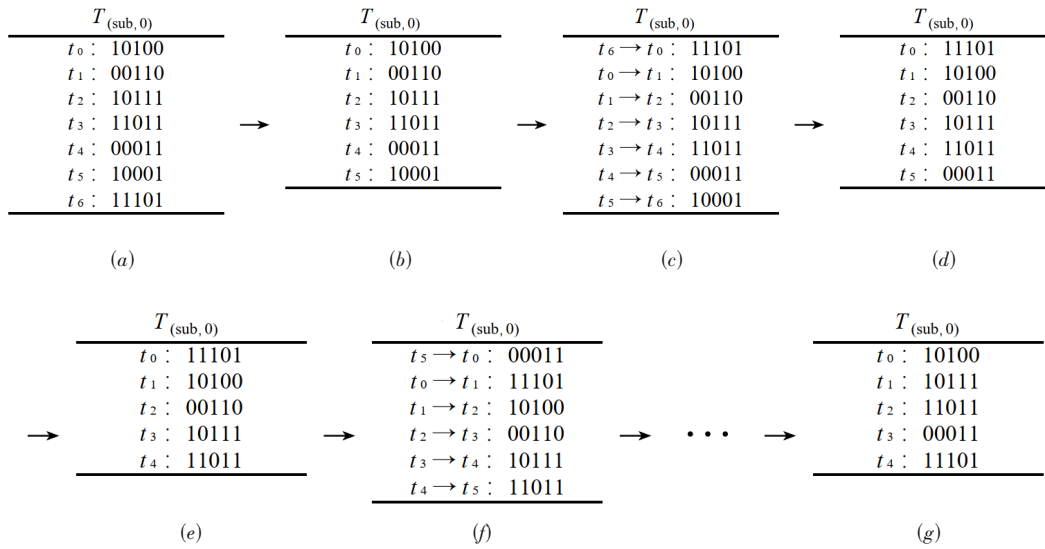 T(sub, 0) T(sub, 0) T(sub, 0) T(sub, 0)
t0 : 10100 t0 : 10100 t6 → t0 : 11101 t0 : 11101
t1 : 00110 t1 : 00110 t0 → t1 : 10100 t1 : 10100
t2 : 10111 t2 : 10111 t1 → t2 : 00110 t2 : 00110
t3 : 11011 → t3 : 11011 → t2 → t3 : 10111 → t3 : 10111
t4 : 00011 t4 : 00011 t3 → t4 : 11011 t4 : 11011
t5 : 10001 t5 : 10001 t4 → t5 : 00011 t5 : 00011
t6 : 11101 t5 → t6 : 10001
(a) (b) (c) (d)
T(sub, 0) T(sub, 0) T(sub, 0)
t0 : 11101 t5 → t0 : 00011 t0 : 10100
t1 : 10100 t0 → t1 : 11101 t1 : 10111
t2 : 00110 t1 → t2 : 10100 t2 : 11011
→ t3 : 10111 → t2 → t3 : 00110 → • • • → t3 : 00011
t4 : 11011 t3 → t4 : 10111 t4 : 11101
t4 → t5 : 11011
(e) (f) (g)